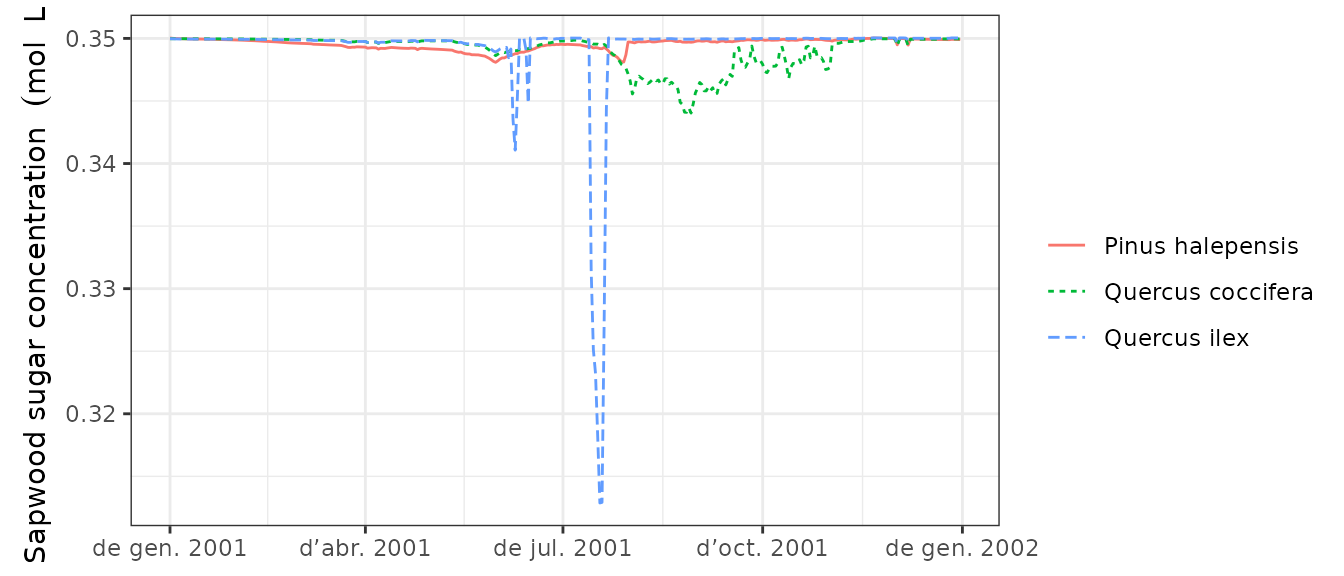 Sapwood sugar concentration (mol L
0.35
0.34
0.33
0.32
de gen. 2001
d’abr. 2001
de jul. 2001
d’oct. 2001
de gen. 2002
Pinus halepensis
Quercus coccifera
Quercus ilex